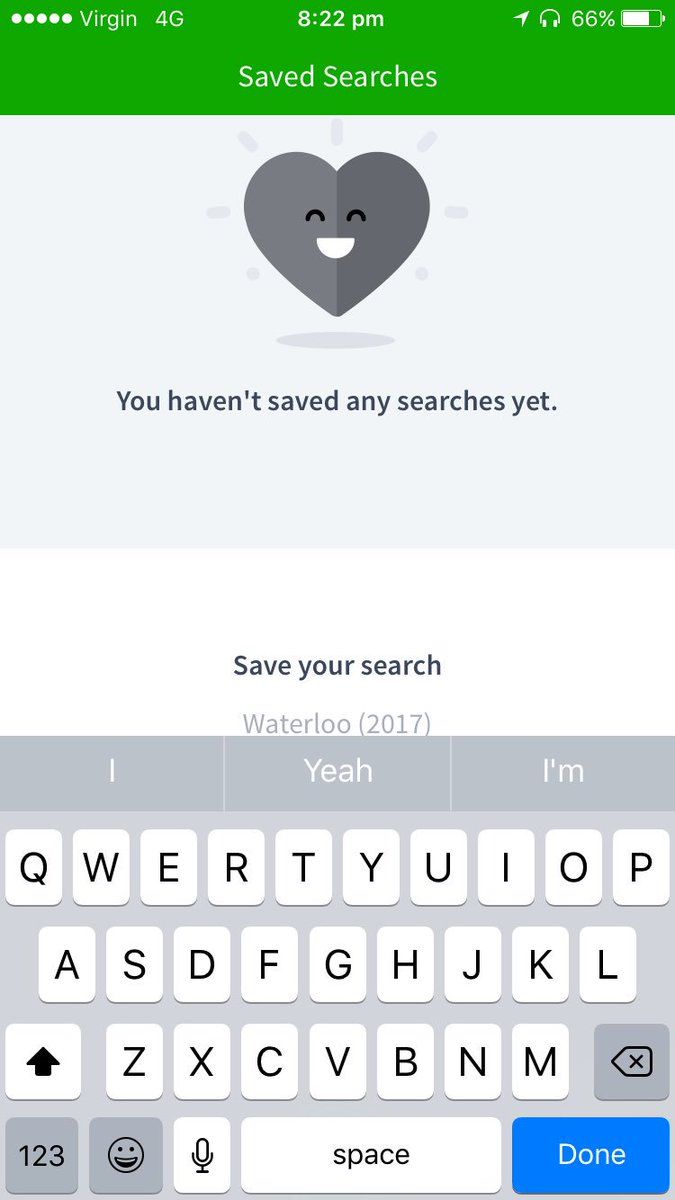 Virgin 4G 8:22 pm 66%
Saved Searches
You haven't saved any searches yet.
Save your search
Waterloo (2017)
I Yeah I'm
Q W E R T Y U I O P
A S D F G H J K L
Z X C V B N M
123 space Done